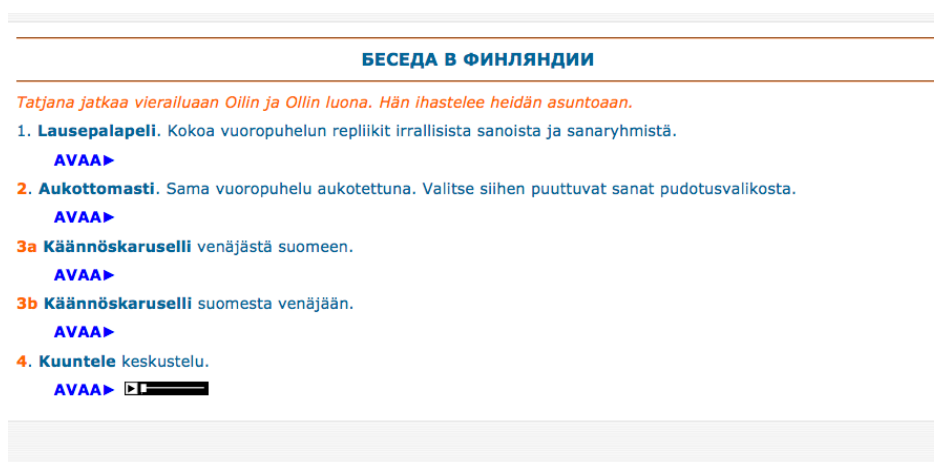 БЕСЕДА В ФИНЛЯНДИИ
Tatjana jatkaa vierailuaan Oilin ja Ollin luona. Hän ihastelee heidän asuntoaan.
1. Lausepalapeli. Kokoa vuoropuhelun repliikit irrallisista sanoista ja sanaryhmistä.
AVAA►
2. Aukottomasti. Sama vuoropuhelu aukotettuna. Valitse siihen puuttuvat sanat pudotusvalikosta.
AVAA►
3a Käännöskaruselli venäjästä suomeen.
AVAA►
3b Käännöskaruselli suomesta venäjään.
AVAA►
4. Kuuntele keskustelu.
AVAA►